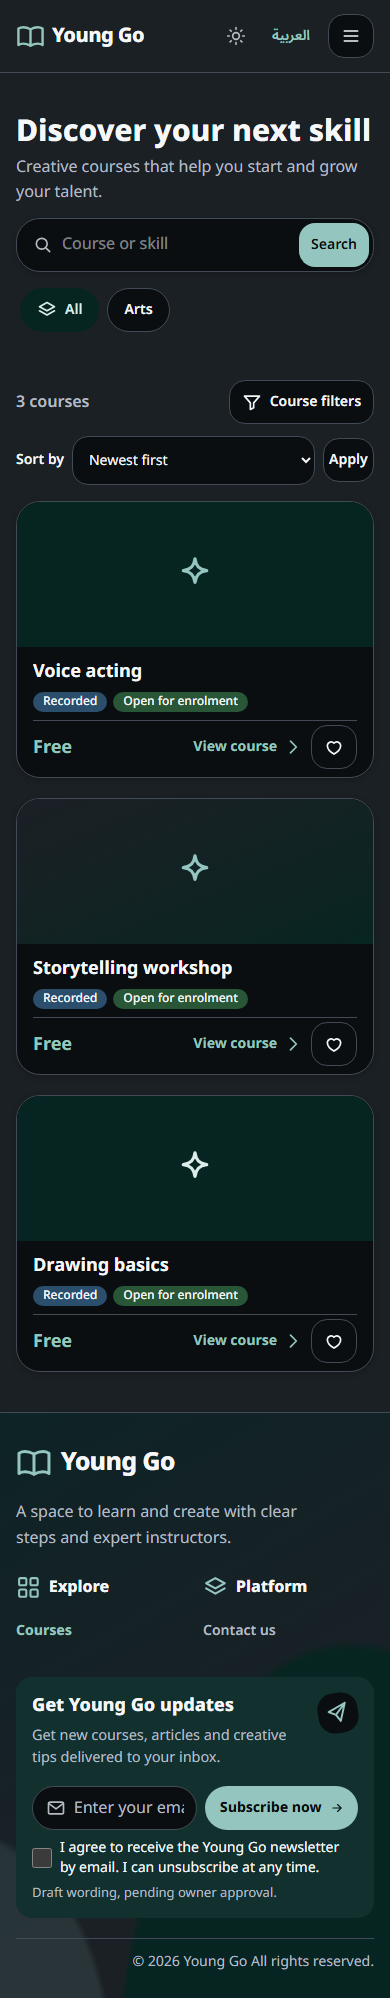 Young Go
العربية
Discover your next skill
Creative courses that help you start and grow
your talent.
Course or skill
Search
All
Arts
3 courses
Course filters
Sort by
Newest first
Apply
Voice acting
Recorded
Open for enrolment
Free
View course
Storytelling workshop
Recorded
Open for enrolment
Free
View course
Drawing basics
Recorded
Open for enrolment
Free
View course
Young Go
A space to learn and create with clear
steps and expert instructors.
Explore
Platform
Courses
Contact us
Get Young Go updates
Get new courses, articles and creative
tips delivered to your inbox.
Enter your ema
Subscribe now
I agree to receive the Young Go newsletter
by email. I can unsubscribe at any time.
Draft wording, pending owner approval.
© 2026 Young Go All rights reserved.